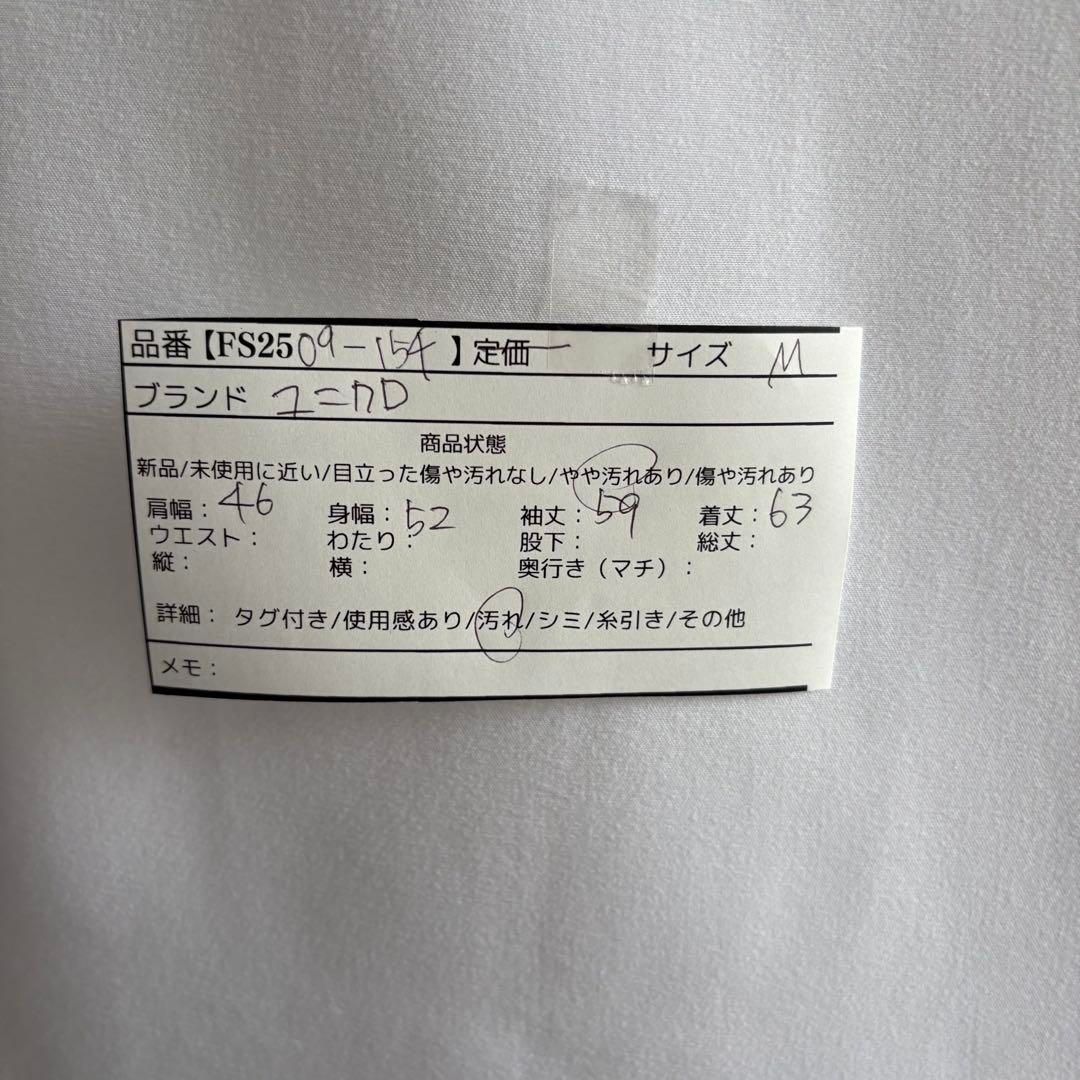 品番【FS2509-154】定価 ー サイズ M
ブランド ユニクロ
商品状態
新品/未使用に近い/目立った傷や汚れなし/やや汚れあり/傷や汚れあり
肩幅：46 身幅：52 袖丈：59 着丈：63
ウエスト： わたり： 股下： 総丈：
縦： 横： 奥行き（マチ）：
詳細： タグ付き/使用感あり/汚れ/シミ/糸引き/その他
メモ：